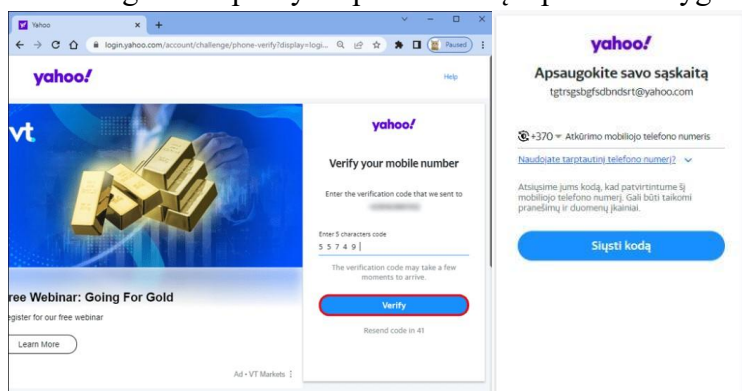 Yahoo
login.yahoo.com/account/challenge/phone-verify?display=logi...
Paused
yahoo!
Help
vt
ree Webinar: Going For Gold
egister for our free webinar
Learn More
Ad • VT Markets
yahoo!
Verify your mobile number
Enter the verification code that we sent to
Enter 5 characters code
5 5 7 4 9
The verification code may take a few
moments to arrive.
Verify
Resend code in 41
yahoo!
Apsaugokite savo sąskaitą
tgtrsgsbgfsdbndsrt@yahoo.com
+370 Atkūrimo mobiliojo telefono numeris
Naudojate tarptautinį telefono numerį?
Atsiųsime jums kodą, kad patvirtintume šį
mobiliojo telefono numerį. Gali būti taikomi
pranešimų ir duomenų įkainiai.
Siųsti kodą